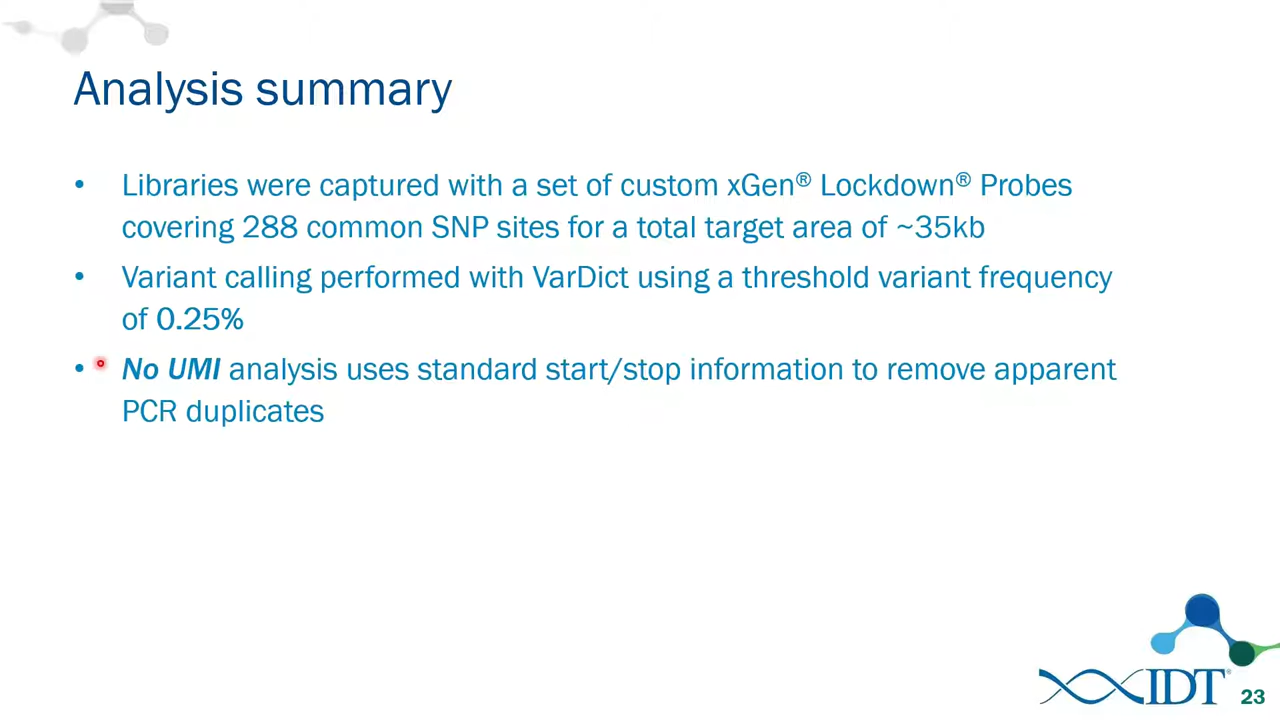 Analysis summary
• Libraries were captured with a set of custom xGen® Lockdown® Probes
covering 288 common SNP sites for a total target area of ~35kb
• Variant calling performed with VarDict using a threshold variant frequency
of 0.25%
• No UMI analysis uses standard start/stop information to remove apparent
PCR duplicates
IDT®
23